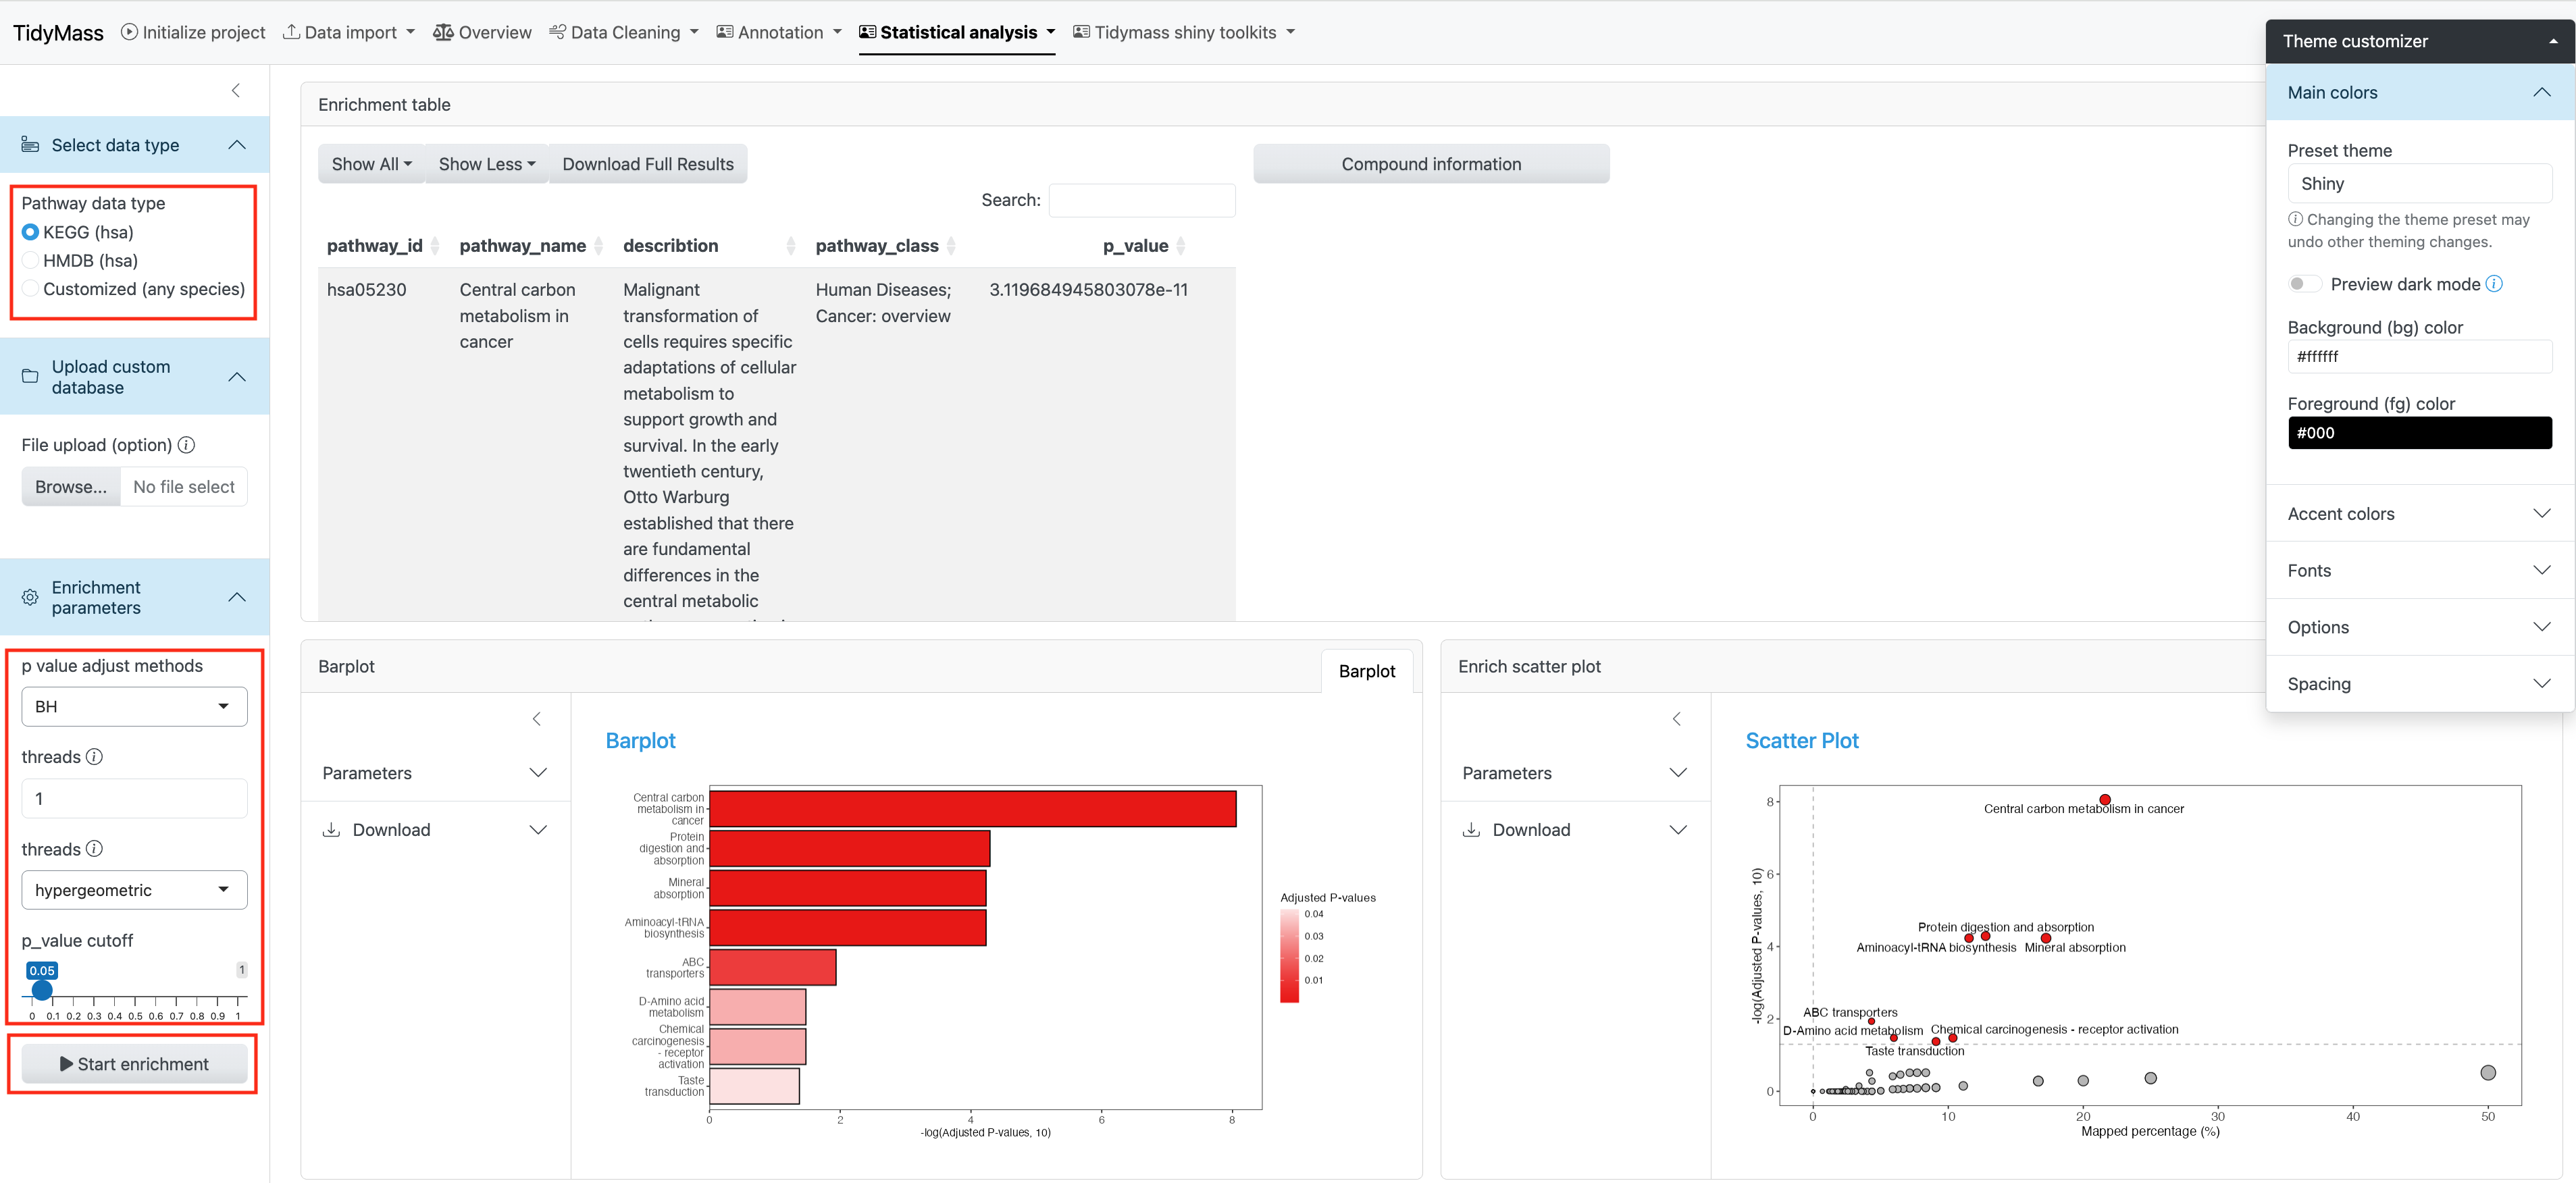 TidyMass Initialize project Data import Overview Data Cleaning Annotation Statistical analysis Tidymass shiny toolkits
Select data type
Pathway data type
KEGG (hsa)
HMDB (hsa)
Customized (any species)
Upload custom
database
File upload (option)
Browse... No file select
Enrichment
parameters
p value adjust methods
BH
threads
1
threads
hypergeometric
p_value cutoff
0.05 1
0 0.1 0.2 0.3 0.4 0.5 0.6 0.7 0.8 0.9 1
Start enrichment
Enrichment table
Show All Show Less Download Full Results
Compound information
Search:
pathway_id pathway_name describtion pathway_class p_value
hsa05230
Central carbon
metabolism in
cancer
Malignant
transformation of
cells requires specific
adaptations of cellular
metabolism to
support growth and
survival. In the early
twentieth century,
Otto Warburg
established that there
are fundamental
differences in the
central metabolic
Human Diseases;
Cancer: overview
3.119684945803078e-11
Barplot
Barplot
Parameters
Download
Barplot
Central carbon
metabolism in
cancer
Protein
digestion and
absorption
Mineral
absorption
Aminoacyl-tRNA
biosynthesis
ABC
transporters
D-Amino acid
metabolism
Chemical
carcinogenesis
- receptor
activation
Taste
transduction
0 2 4 6 8
-log(Adjusted P-values, 10)
Adjusted P-values
0.04
0.03
0.02
0.01
Enrich scatter plot
Parameters
Download
Scatter Plot
-log(Adjusted P-values, 10)
8
6
4
2
0
Central carbon metabolism in cancer
Protein digestion and absorption
Aminoacyl-tRNA biosynthesis Mineral absorption
ABC transporters
D-Amino acid metabolism Chemical carcinogenesis - receptor activation
Taste transduction
0 10 20 30 40 50
Mapped percentage (%)
Theme customizer
Main colors
Preset theme
Shiny
Changing the theme preset may
undo other theming changes.
Preview dark mode
Background (bg) color
#ffffff
Foreground (fg) color
#000
Accent colors
Fonts
Options
Spacing